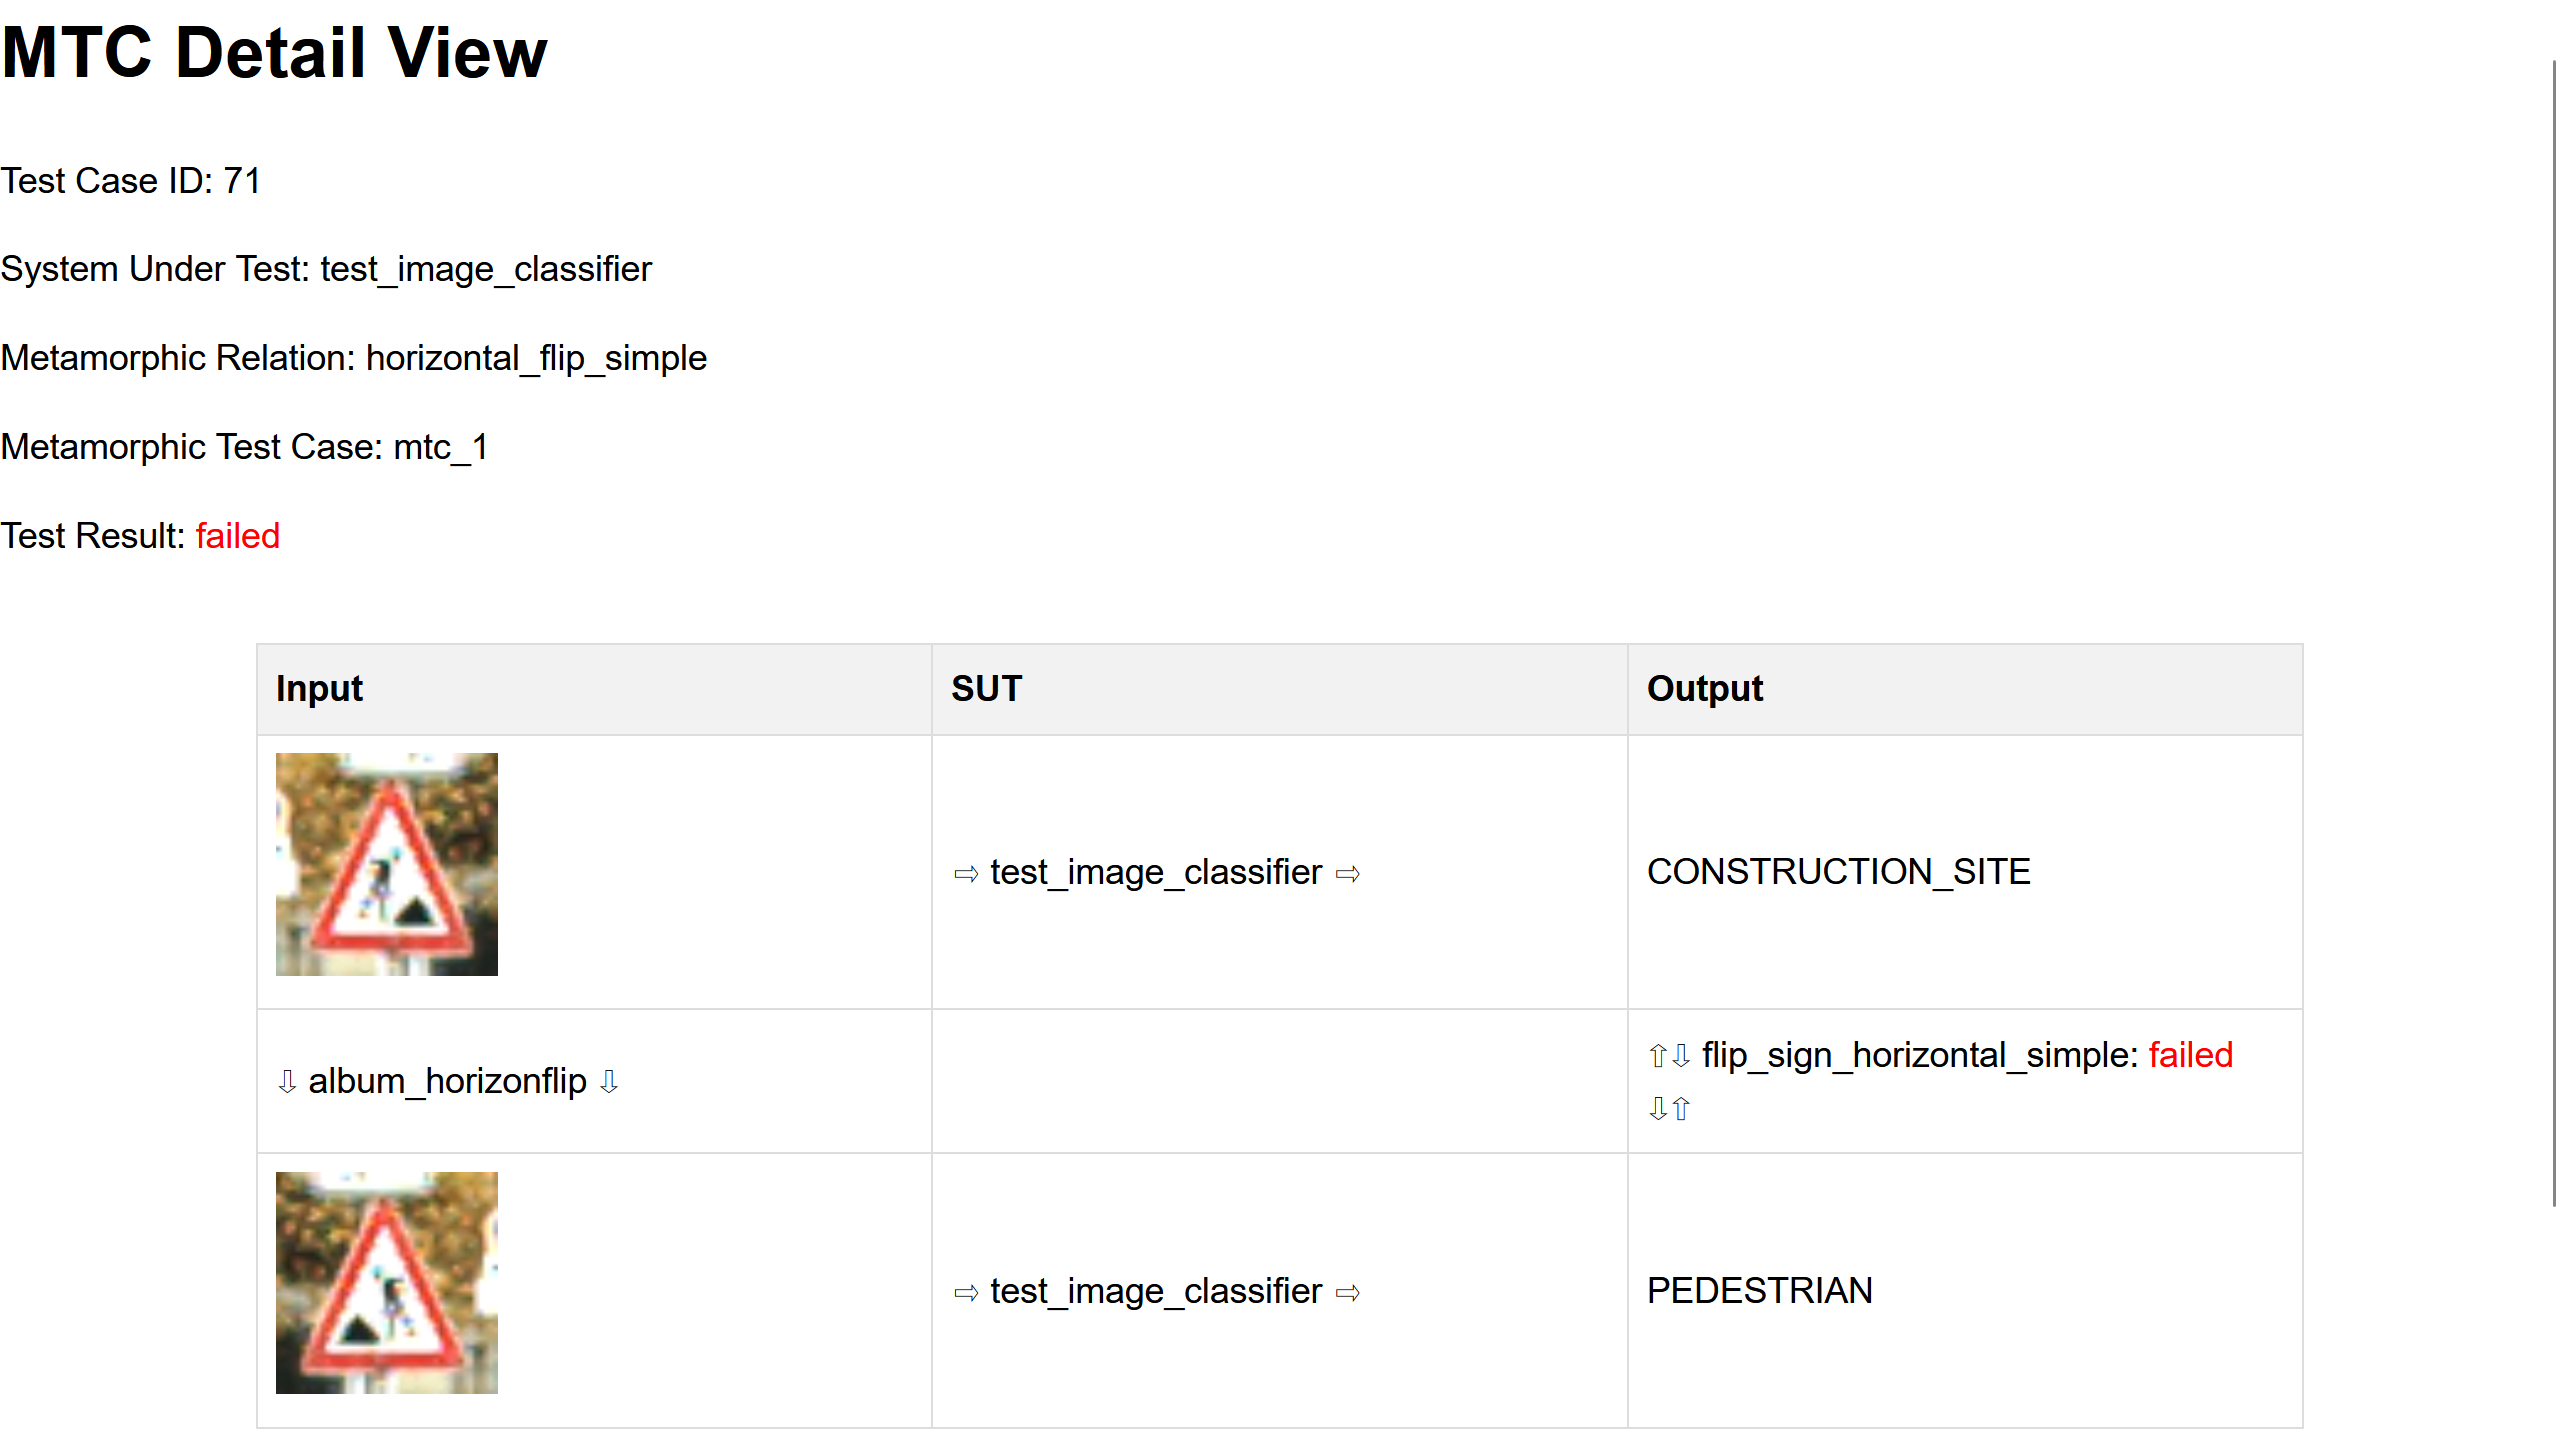 MTC Detail View
Test Case ID: 71
System Under Test: test_image_classifier
Metamorphic Relation: horizontal_flip_simple
Metamorphic Test Case: mtc_1
Test Result: failed
Input SUT Output
⇨ test_image_classifier ⇨ CONSTRUCTION_SITE
⇩ album_horizonflip ⇩ ⇧⇩ flip_sign_horizontal_simple: failed
⇩⇧
⇨ test_image_classifier ⇨ PEDESTRIAN